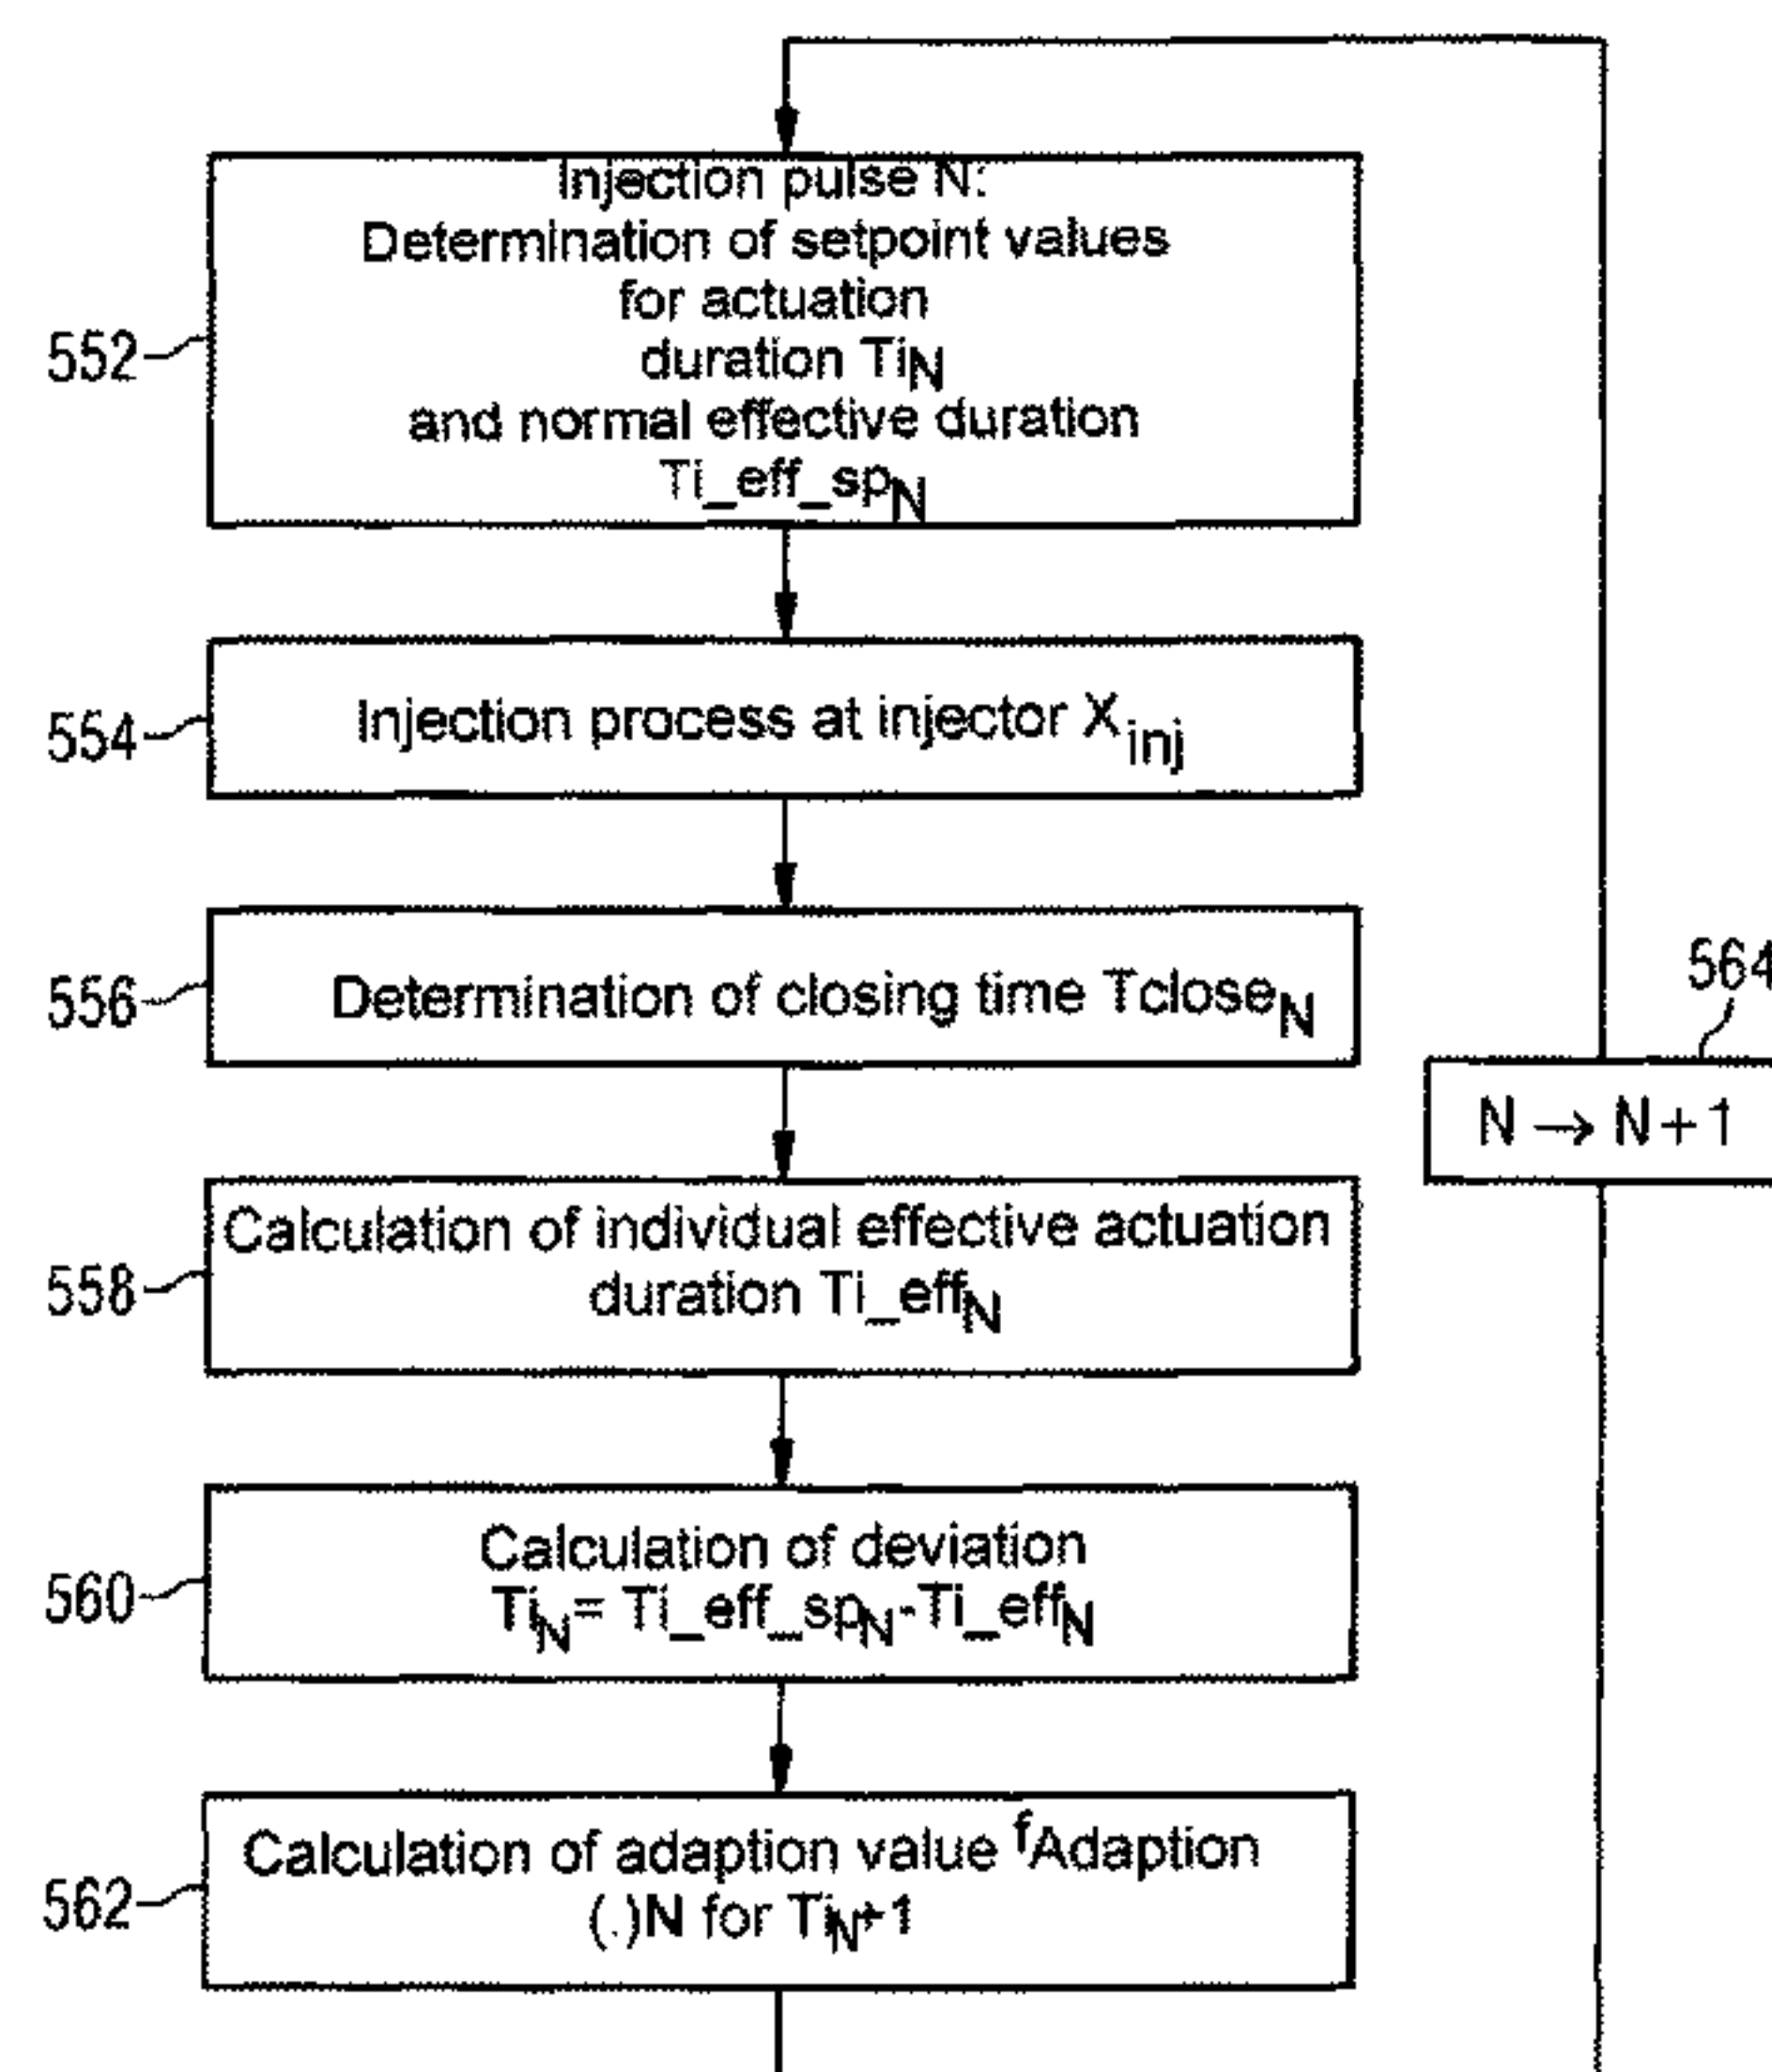 Injection pulse N:
Determination of setpoint values
for actuation
duration TiN
and normal effective duration
Ti_eff_spN
552
Injection process at injector Xinj
554
Determination of closing time TcloseN
556
564
N → N+1
Calculation of individual effective actuation
duration Ti_effN
558
Calculation of deviation
TiN= Ti_eff_spN-Ti_effN
560
Calculation of adaption value fAdaption
(.)N for TiN+1
562